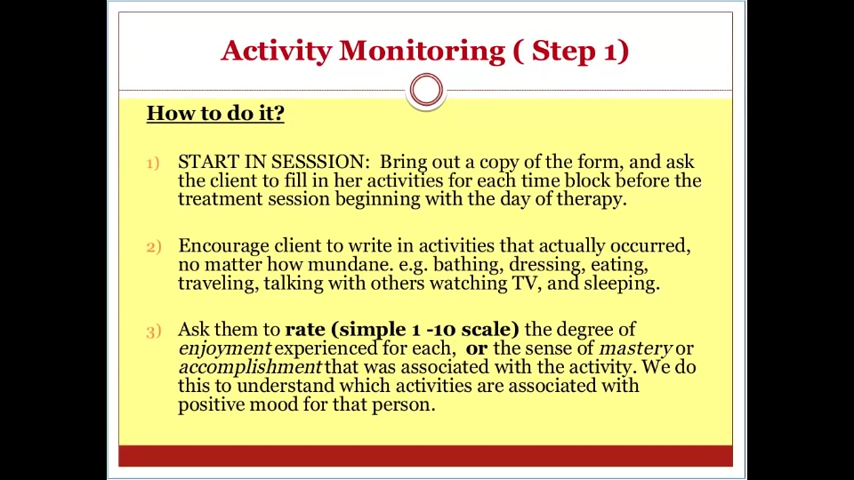 Activity Monitoring ( Step 1)
How to do it?
1) START IN SESSSION: Bring out a copy of the form, and ask
the client to fill in her activities for each time block before the
treatment session beginning with the day of therapy.
2) Encourage client to write in activities that actually occurred,
no matter how mundane. e.g. bathing, dressing, eating,
traveling, talking with others watching TV, and sleeping.
3) Ask them to rate (simple 1 -10 scale) the degree of
enjoyment experienced for each, or the sense of mastery or
accomplishment that was associated with the activity. We do
this to understand which activities are associated with
positive mood for that person.